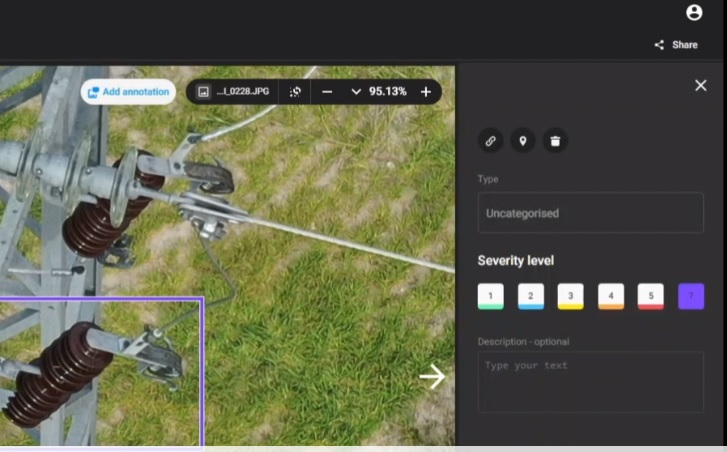 Share
Add annotation
...I_0228.JPG
95.13%
Type
Uncategorised
Severity level
1 2 3 4 5 ?
Description - optional
Type your text